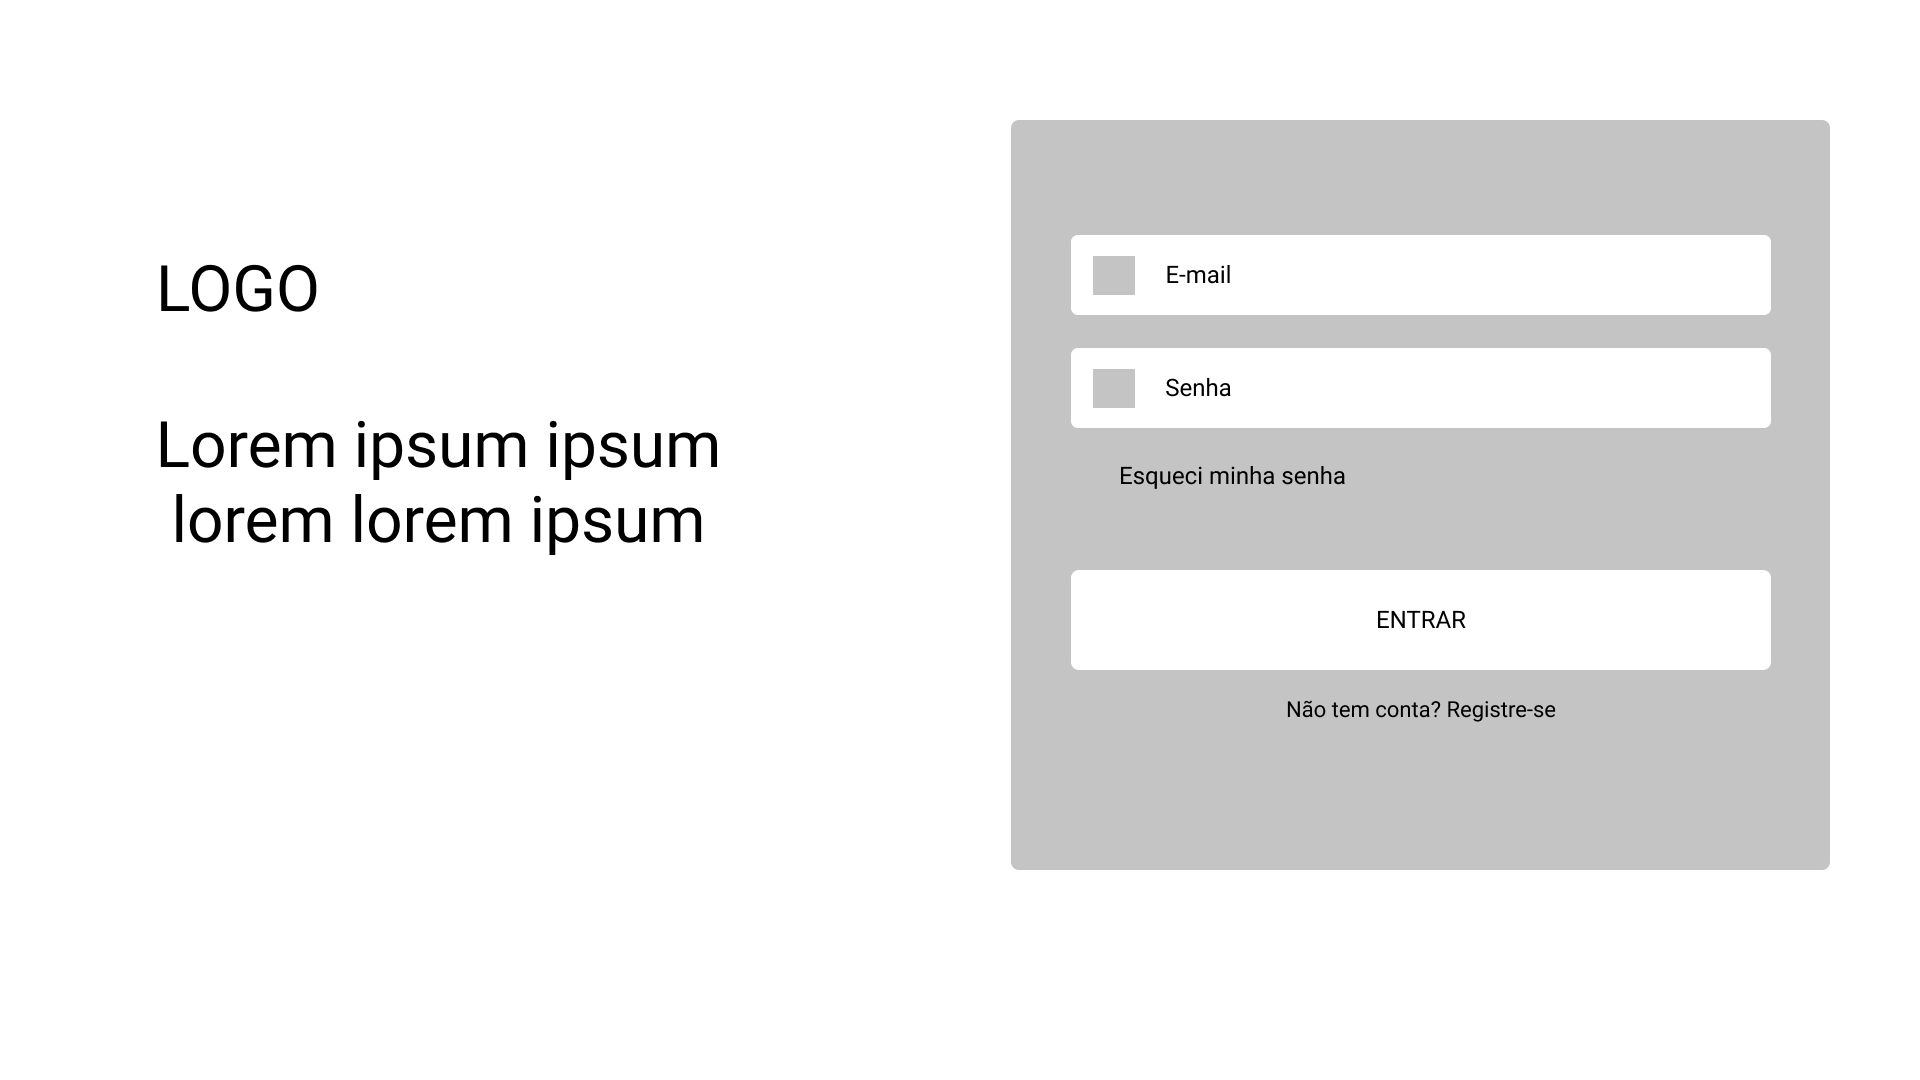 LOGO
Lorem ipsum ipsum
lorem lorem ipsum
E-mail
Senha
Esqueci minha senha
ENTRAR
Não tem conta? Registre-se